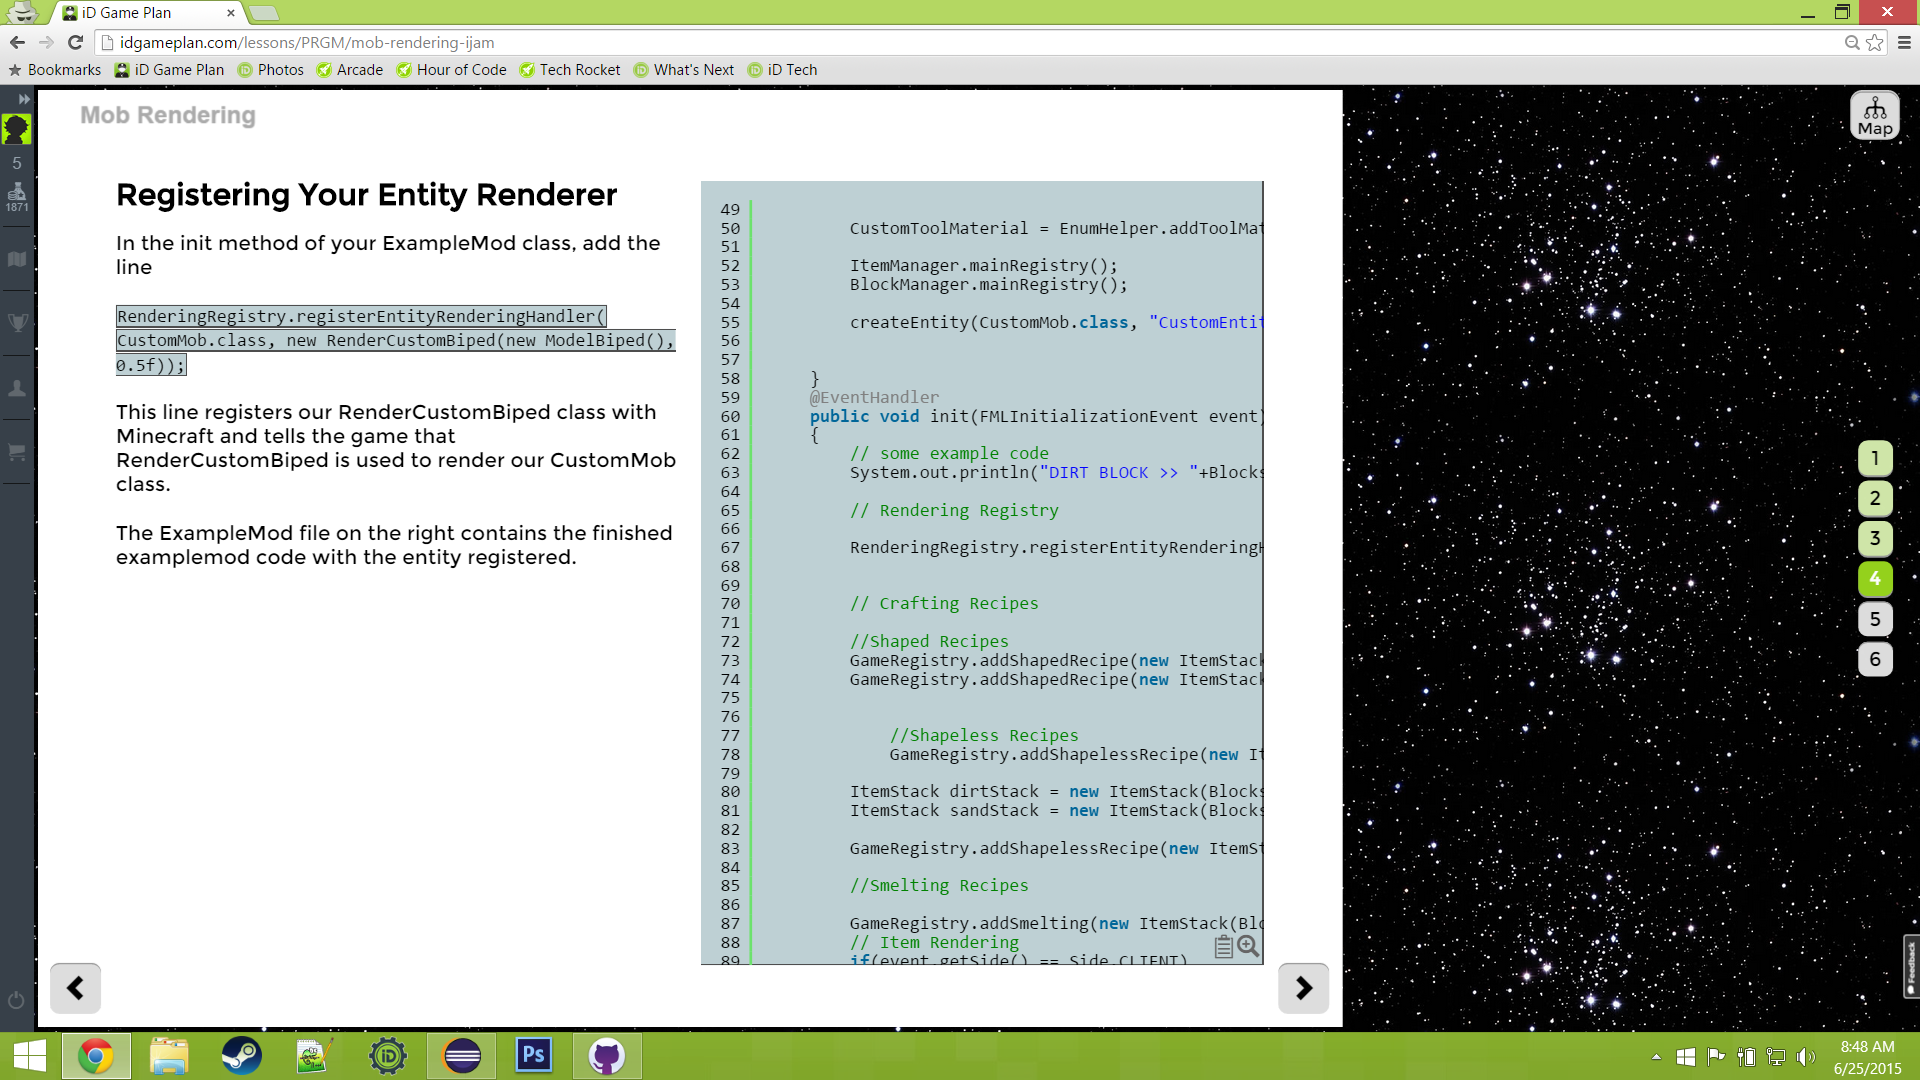 iD Game Plan
idgameplan.com/lessons/PRGM/mob-rendering-ijam
Bookmarks iD Game Plan Photos Arcade Hour of Code Tech Rocket What's Next iD Tech
Mob Rendering
Map
5
1871
Registering Your Entity Renderer
In the init method of your ExampleMod class, add the
line
RenderingRegistry.registerEntityRenderingHandler(
CustomMob.class, new RenderCustomBiped(new ModelBiped(),
0.5f));
This line registers our RenderCustomBiped class with
Minecraft and tells the game that
RenderCustomBiped is used to render our CustomMob
class.
The ExampleMod file on the right contains the finished
examplemod code with the entity registered.
49
50 CustomToolMaterial = EnumHelper.addToolMat
51
52 ItemManager.mainRegistry();
53 BlockManager.mainRegistry();
54
55 createEntity(CustomMob.class, "CustomEntit
56
57
58 }
59 @EventHandler
60 public void init(FMLInitializationEvent event)
61 {
62 // some example code
63 System.out.println("DIRT BLOCK >> "+Blocks
64
65 // Rendering Registry
66
67 RenderingRegistry.registerEntityRenderingH
68
69
70 // Crafting Recipes
71
72 //Shaped Recipes
73 GameRegistry.addShapedRecipe(new ItemStack
74 GameRegistry.addShapedRecipe(new ItemStack
75
76
77 //Shapeless Recipes
78 GameRegistry.addShapelessRecipe(new It
79
80 ItemStack dirtStack = new ItemStack(Blocks
81 ItemStack sandStack = new ItemStack(Blocks
82
83 GameRegistry.addShapelessRecipe(new ItemSt
84
85 //Smelting Recipes
86
87 GameRegistry.addSmelting(new ItemStack(Blo
88 // Item Rendering
89 if(event.getSide() == Side.CLIENT)
1
2
3
4
5
6
Feedback
iD
Ps
8:48 AM
6/25/2015